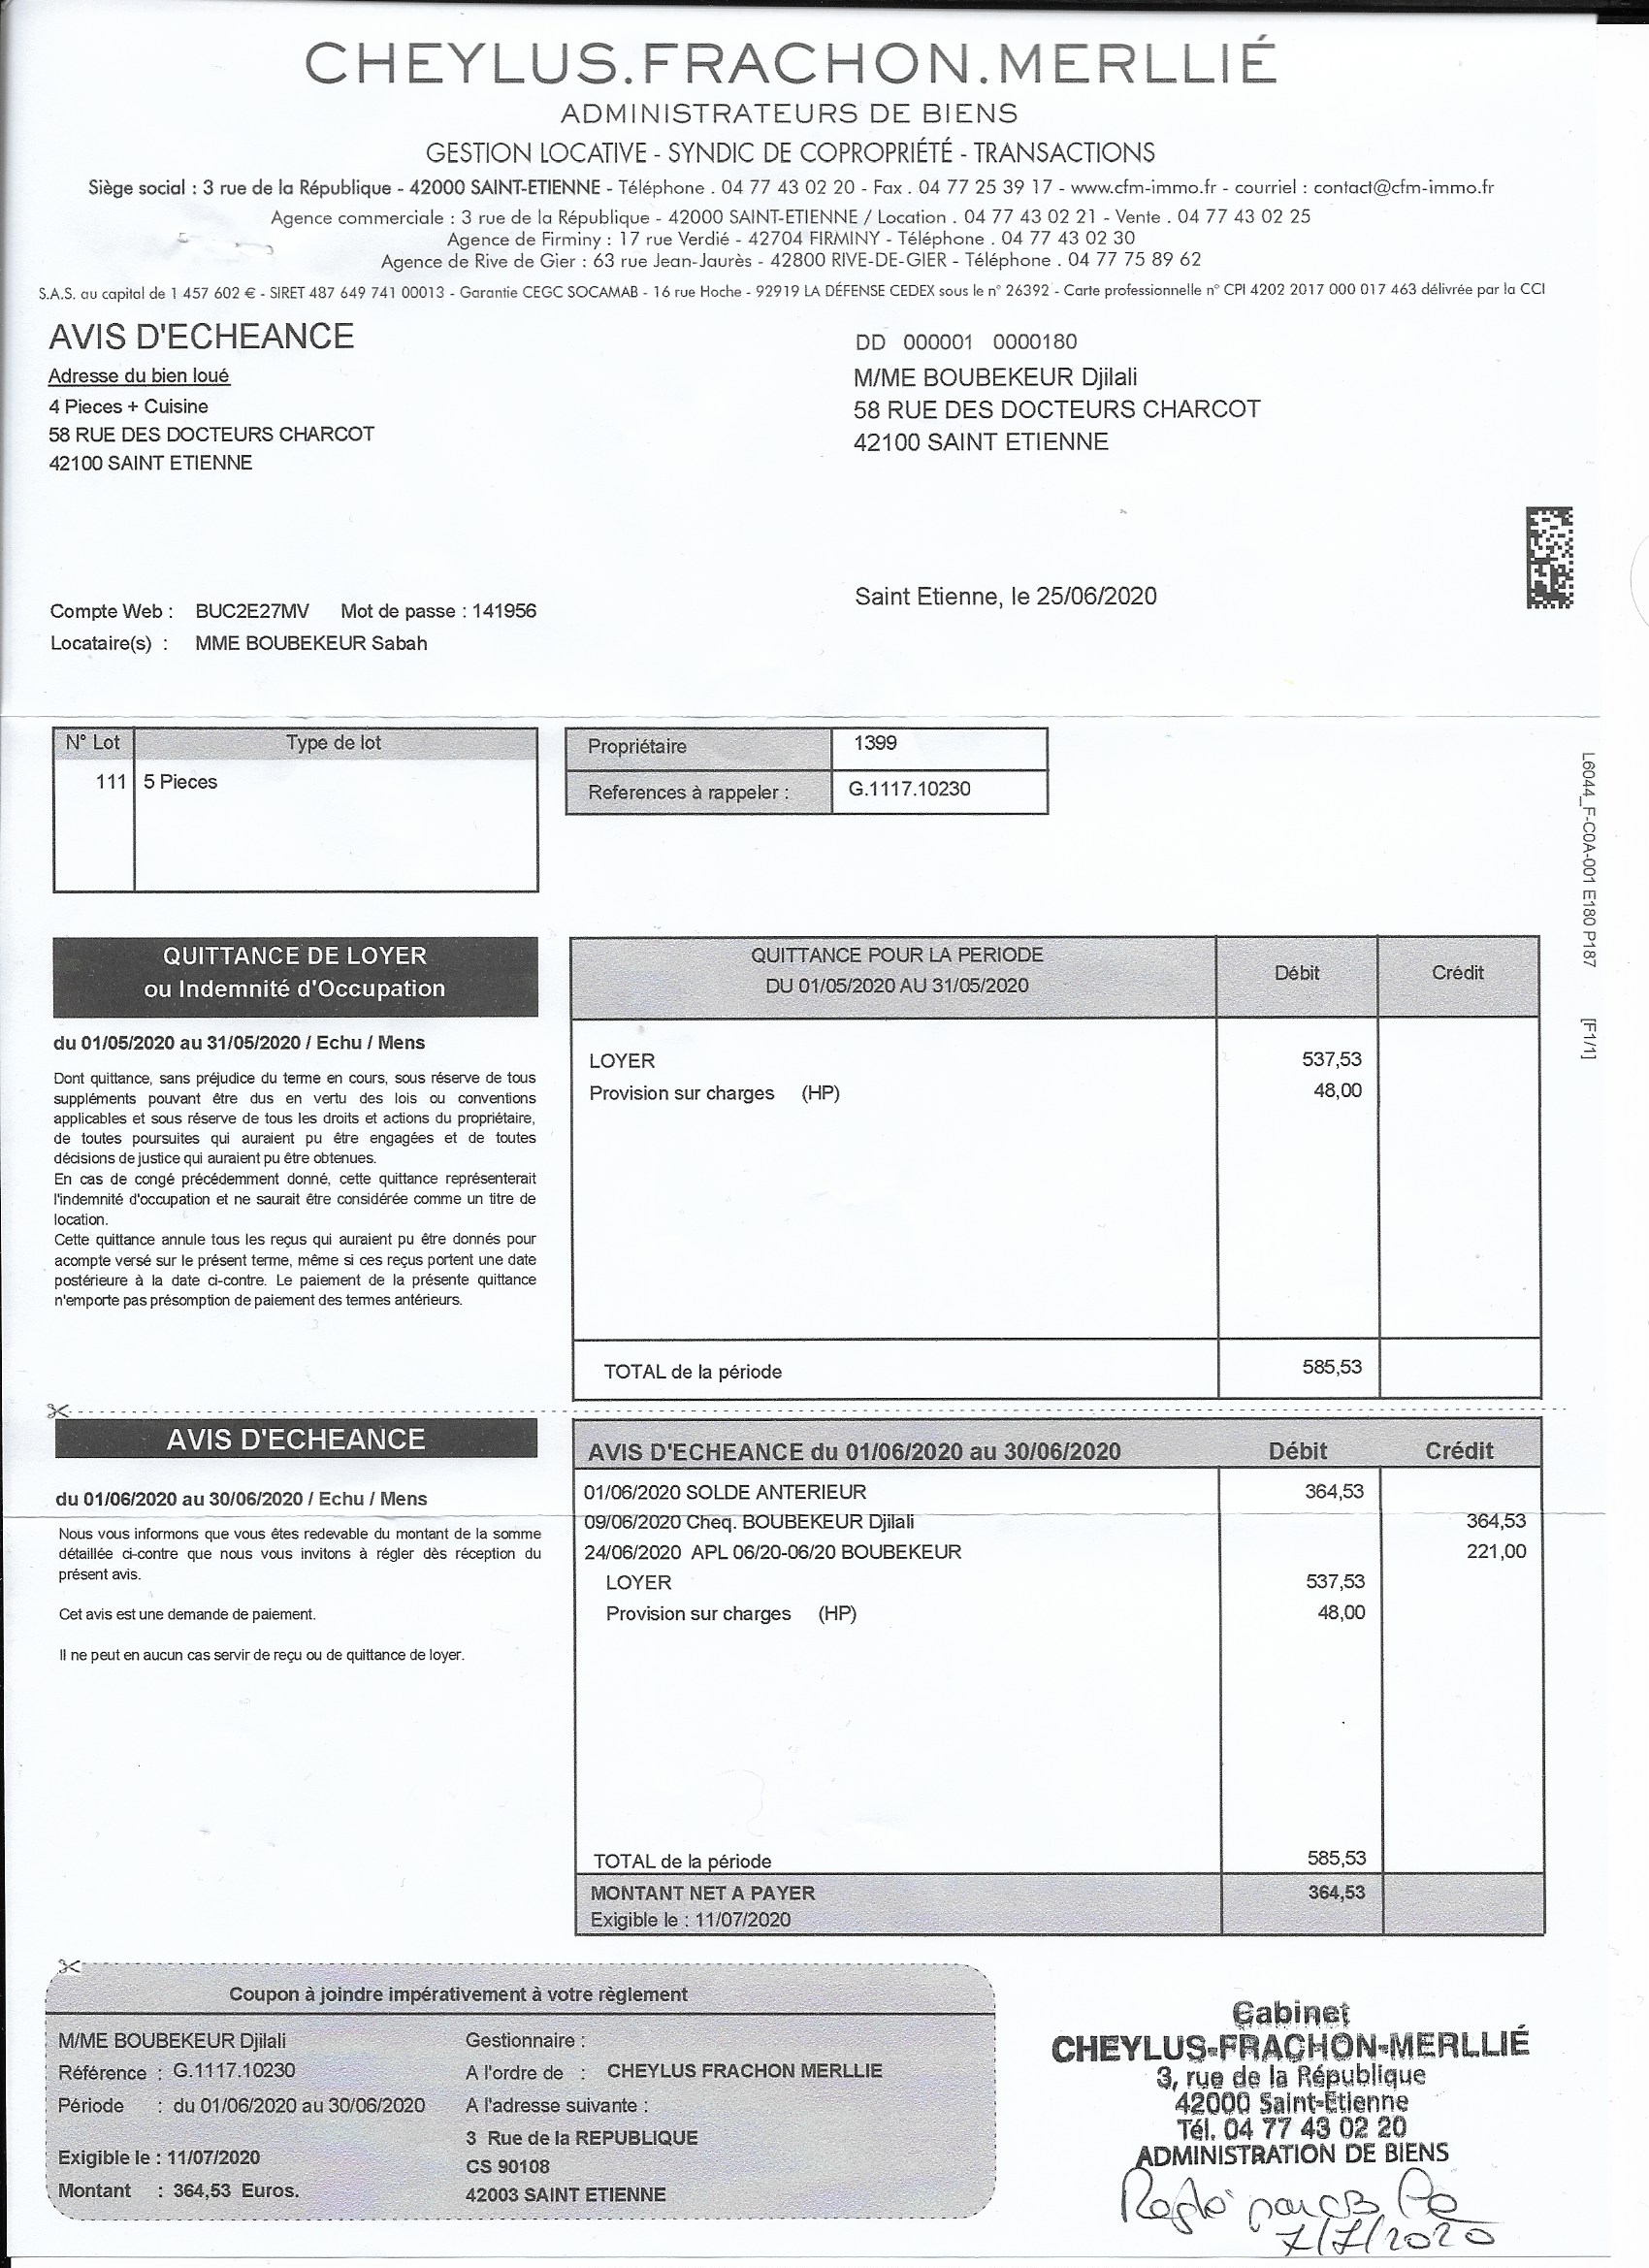 CHEYLUS.FRACHON.MERLLIÉ
ADMINISTRATEURS DE BIENS
GESTION LOCATIVE - SYNDIC DE COPROPRIÉTÉ - TRANSACTIONS
Siège social : 3 rue de la République - 42000 SAINT-ETIENNE - Téléphone . 04 77 43 02 20 - Fax . 04 77 25 39 17 - www.cfm-immo.fr - courriel : contact@cfm-immo.fr
Agence commerciale : 3 rue de la République - 42000 SAINT-ETIENNE / Location . 04 77 43 02 21 - Vente . 04 77 43 02 25
Agence de Firminy : 17 rue Verdié - 42704 FIRMINY - Téléphone . 04 77 43 02 30
Agence de Rive de Gier : 63 rue Jean-Jaurès - 42800 RIVE-DE-GIER - Téléphone . 04 77 75 89 62
S.A.S. au capital de 1 457 602 € - SIRET 487 649 741 00013 - Garantie CEGC SOCAMAB - 16 rue Hoche - 92919 LA DÉFENSE CEDEX sous le n° 26392 - Carte professionnelle n° CPI 4202 2017 000 017 463 délivrée par la CCI
AVIS D'ECHEANCE
Adresse du bien loué
4 Pieces + Cuisine
58 RUE DES DOCTEURS CHARCOT
42100 SAINT ETIENNE
DD 000001 0000180
M/ME BOUBEKEUR Djilali
58 RUE DES DOCTEURS CHARCOT
42100 SAINT ETIENNE
Saint Etienne, le 25/06/2020
Compte Web : BUC2E27MV Mot de passe : 141956
Locataire(s) : MME BOUBEKEUR Sabah
N° Lot Type de lot
111 5 Pieces
Propriétaire 1399
References à rappeler : G.1117.10230
L6044_F-C0A-001 E180 P187 [F1/1]
QUITTANCE DE LOYER
ou Indemnité d'Occupation
du 01/05/2020 au 31/05/2020 / Echu / Mens
Dont quittance, sans préjudice du terme en cours, sous réserve de tous
suppléments pouvant être dus en vertu des lois ou conventions
applicables et sous réserve de tous les droits et actions du propriétaire,
de toutes poursuites qui auraient pu être engagées et de toutes
décisions de justice qui auraient pu être obtenues.
En cas de congé précédemment donné, cette quittance représenterait
l'indemnité d'occupation et ne saurait être considérée comme un titre de
location.
Cette quittance annule tous les reçus qui auraient pu être donnés pour
acompte versé sur le présent terme, même si ces reçus portent une date
postérieure à la date ci-contre. Le paiement de la présente quittance
n'emporte pas présomption de paiement des termes antérieurs.
QUITTANCE POUR LA PERIODE
DU 01/05/2020 AU 31/05/2020
Débit Crédit
LOYER 537,53
Provision sur charges (HP) 48,00
TOTAL de la période 585,53
AVIS D'ECHEANCE
du 01/06/2020 au 30/06/2020 / Echu / Mens
Nous vous informons que vous êtes redevable du montant de la somme
détaillée ci-contre que nous vous invitons à régler dès réception du
présent avis.
Cet avis est une demande de paiement.
Il ne peut en aucun cas servir de reçu ou de quittance de loyer.
AVIS D'ECHEANCE du 01/06/2020 au 30/06/2020 Débit Crédit
01/06/2020 SOLDE ANTERIEUR 364,53
09/06/2020 Cheq. BOUBEKEUR Djilali 364,53
24/06/2020 APL 06/20-06/20 BOUBEKEUR 221,00
LOYER 537,53
Provision sur charges (HP) 48,00
TOTAL de la période 585,53
MONTANT NET A PAYER 364,53
Exigible le : 11/07/2020
Coupon à joindre impérativement à votre règlement
M/ME BOUBEKEUR Djilali
Référence : G.1117.10230
Période : du 01/06/2020 au 30/06/2020
Exigible le : 11/07/2020
Montant : 364,53 Euros.
Gestionnaire :
A l'ordre de : CHEYLUS FRACHON MERLLIE
A l'adresse suivante :
3 Rue de la REPUBLIQUE
CS 90108
42003 SAINT ETIENNE
Cabinet
CHEYLUS-FRACHON-MERLLIÉ
3, rue de la République
42000 Saint-Etienne
Tél. 04 77 43 02 20
ADMINISTRATION DE BIENS
Reglé par CB le
7/7/2020